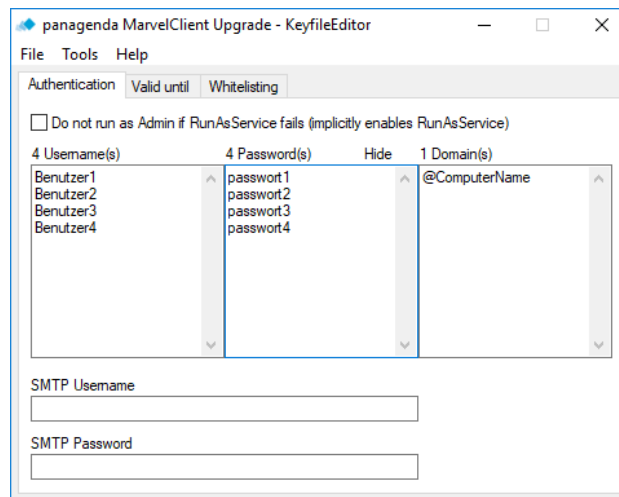 panagenda MarvelClient Upgrade - KeyfileEditor
File Tools Help
Authentication Valid until Whitelisting
Do not run as Admin if RunAsService fails (implicitly enables RunAsService)
4 Username(s) 4 Password(s) Hide 1 Domain(s)
Benutzer1 passwort1 @ComputerName
Benutzer2 passwort2
Benutzer3 passwort3
Benutzer4 passwort4
SMTP Username
SMTP Password